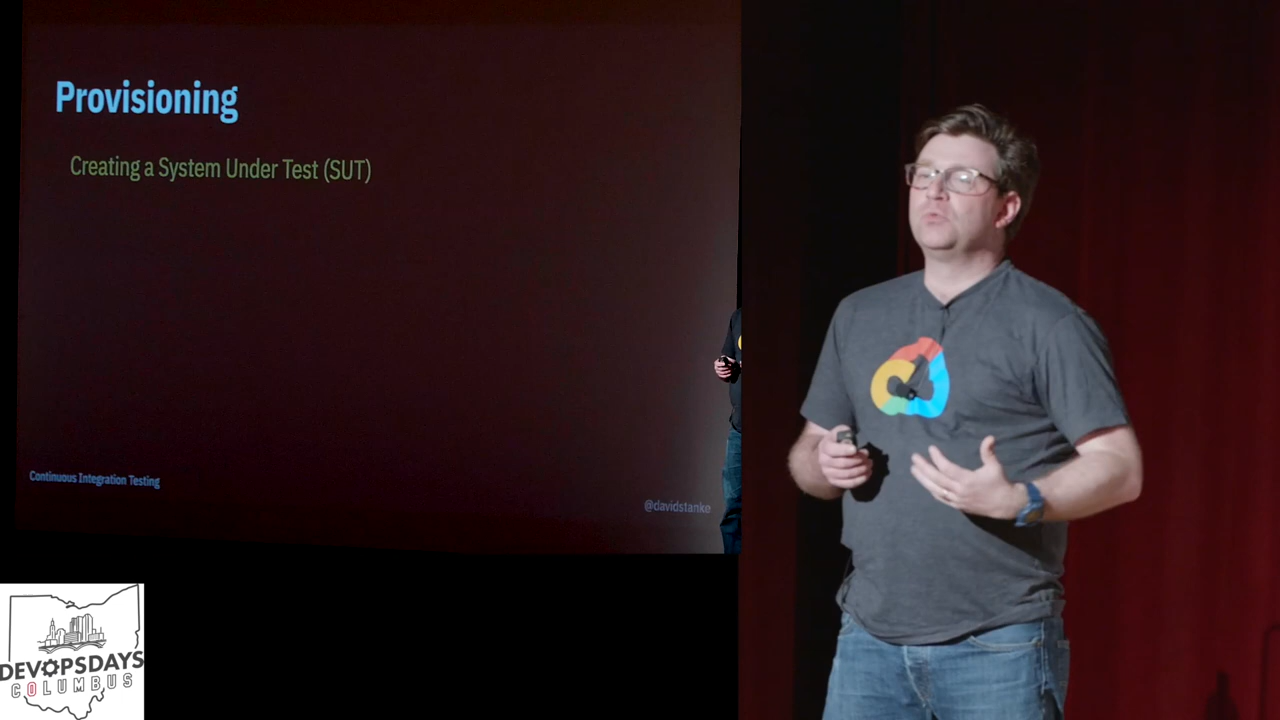 Provisioning
Creating a System Under Test (SUT)
Continuous Integration Testing
@davidstanke
DEVOPSDAYS
COLUMBUS